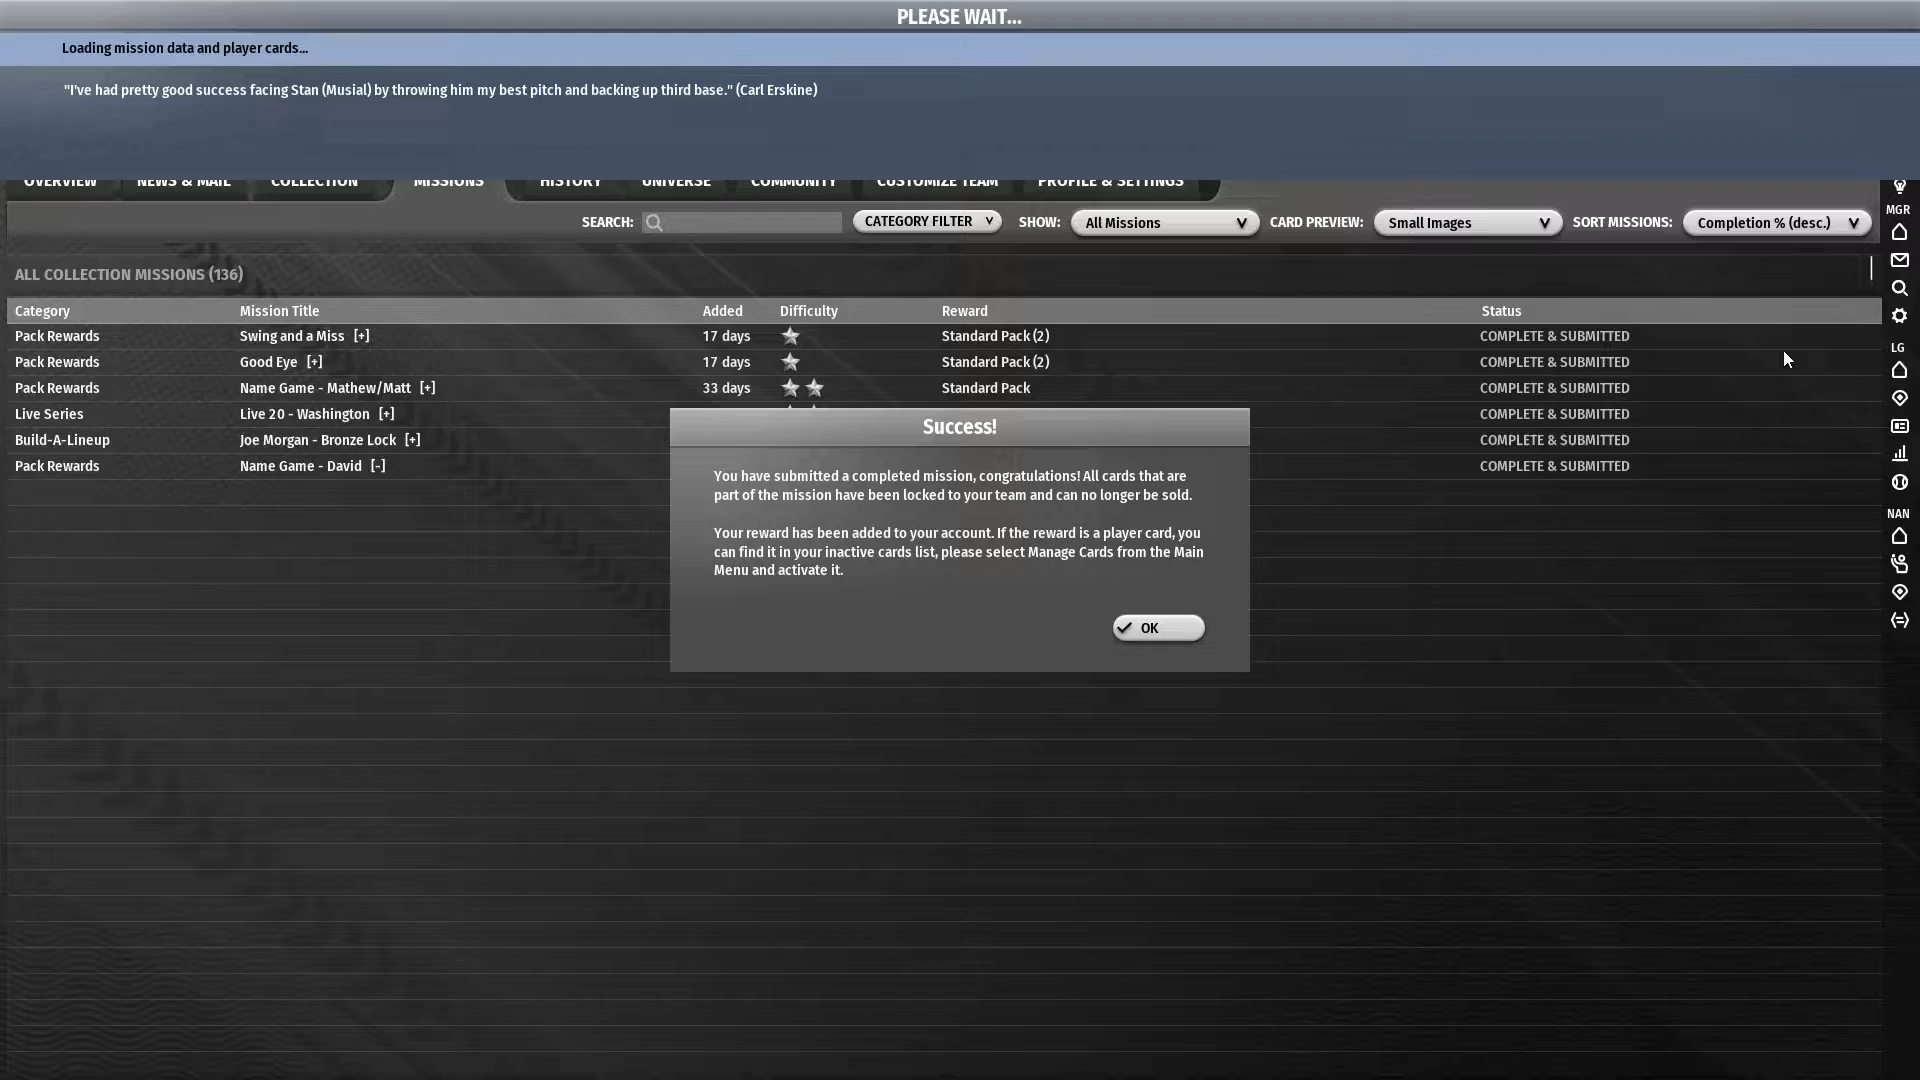 PLEASE WAIT...
Loading mission data and player cards...
"I've had pretty good success facing Stan (Musial) by throwing him my best pitch and backing up third base." (Carl Erskine)
OVERVIEW NEWS & MAIL COLLECTION MISSIONS HISTORY UNIVERSE COMMUNITY CUSTOMIZE TEAM PROFILE & SETTINGS
SEARCH: CATEGORY FILTER SHOW: All Missions CARD PREVIEW: Small Images SORT MISSIONS: Completion % (desc.)
MGR
ALL COLLECTION MISSIONS (136)
Category Mission Title Added Difficulty Reward Status
Pack Rewards Swing and a Miss [+] 17 days Standard Pack (2) COMPLETE & SUBMITTED
LG
Pack Rewards Good Eye [+] 17 days Standard Pack (2) COMPLETE & SUBMITTED
Pack Rewards Name Game - Mathew/Matt [+] 33 days Standard Pack COMPLETE & SUBMITTED
Live Series Live 20 - Washington [+] COMPLETE & SUBMITTED
Build-A-Lineup Joe Morgan - Bronze Lock [+] COMPLETE & SUBMITTED
Pack Rewards Name Game - David [-] COMPLETE & SUBMITTED
NAN
Success!
You have submitted a completed mission, congratulations! All cards that are
part of the mission have been locked to your team and can no longer be sold.
Your reward has been added to your account. If the reward is a player card, you
can find it in your inactive cards list, please select Manage Cards from the Main
Menu and activate it.
OK